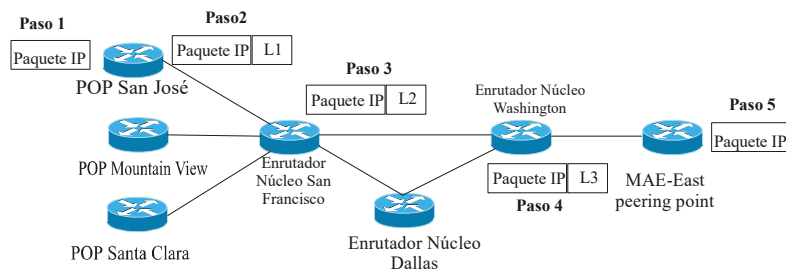 Paso 1
Paquete IP
POP San José
Paso2
Paquete IP L1
Paso 3
Paquete IP L2
Enrutador Núcleo
Washington
Paso 5
Paquete IP
POP Mountain View
Enrutador
Núcleo San
Francisco
Paquete IP L3
Paso 4
MAE-East
peering point
POP Santa Clara
Enrutador Núcleo
Dallas